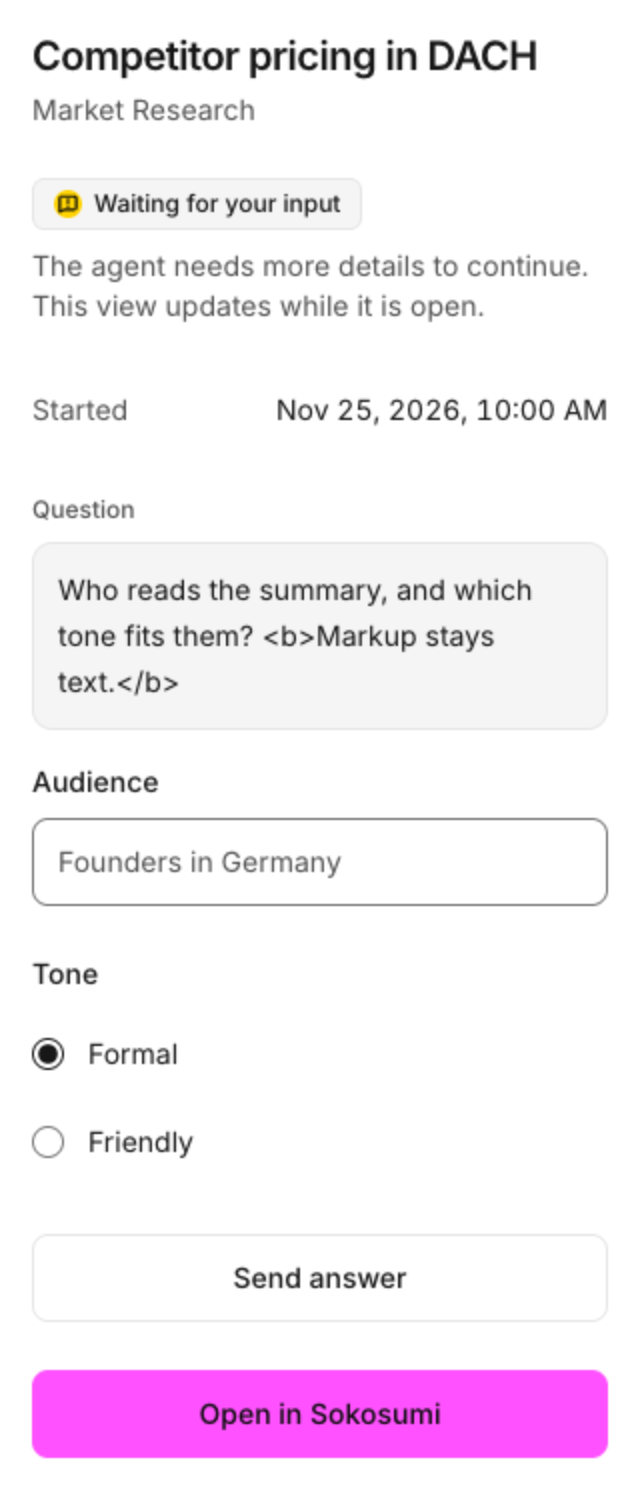 Competitor pricing in DACH
Market Research
Waiting for your input
The agent needs more details to continue.
This view updates while it is open.
Started Nov 25, 2026, 10:00 AM
Question
Who reads the summary, and which
tone fits them? <b>Markup stays
text.</b>
Audience
Founders in Germany
Tone
Formal
Friendly
Send answer
Open in Sokosumi